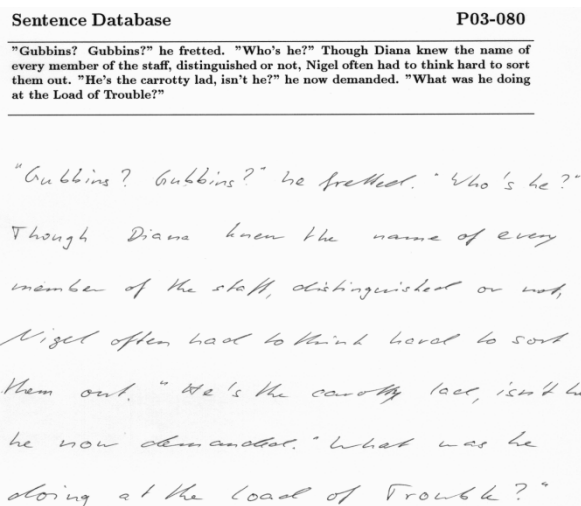 Sentence Database P03-080
"Gubbins? Gubbins?" he fretted. "Who's he?" Though Diana knew the name of
every member of the staff, distinguished or not, Nigel often had to think hard to sort
them out. "He's the carrotty lad, isn't he?" he now demanded. "What was he doing
at the Load of Trouble?"
"Gubbins? Gubbins?" he fretted. "Who's he?"
Though Diana knew the name of every
member of the staff, distinguished or not,
Nigel often had to think hard to sort
them out. "He's the carotty lad, isn't he
he now demanded. "What was he
doing at the Load of Trouble?"